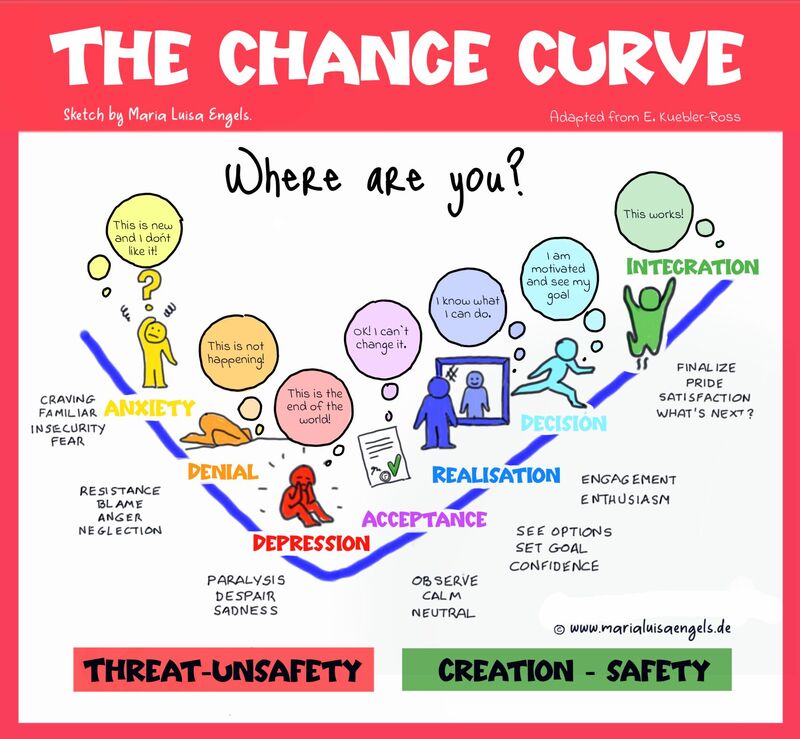 THE CHANGE CURVE
Sketch by Maria Luisa Engels.
Adapted from E. Kuebler-Ross
Where are you?
This is new
and I don't
like it!
?
ANXIETY
CRAVING
FAMILIAR
INSECURITY
FEAR
This is not
happening!
DENIAL
RESISTANCE
BLAME
ANGER
NEGLECTION
This is the
end of the
world!
DEPRESSION
PARALYSIS
DESPAIR
SADNESS
OK! I can`t
change it.
ACCEPTANCE
OBSERVE
CALM
NEUTRAL
I know what
I can do.
REALISATION
SEE OPTIONS
SET GOAL
CONFIDENCE
I am
motivated
and see my
goal
DECISION
ENGAGEMENT
ENTHUSIASM
This works!
INTEGRATION
FINALIZE
PRIDE
SATISFACTION
WHAT'S NEXT?
© www.marialuisaengels.de
THREAT-UNSAFETY
CREATION - SAFETY